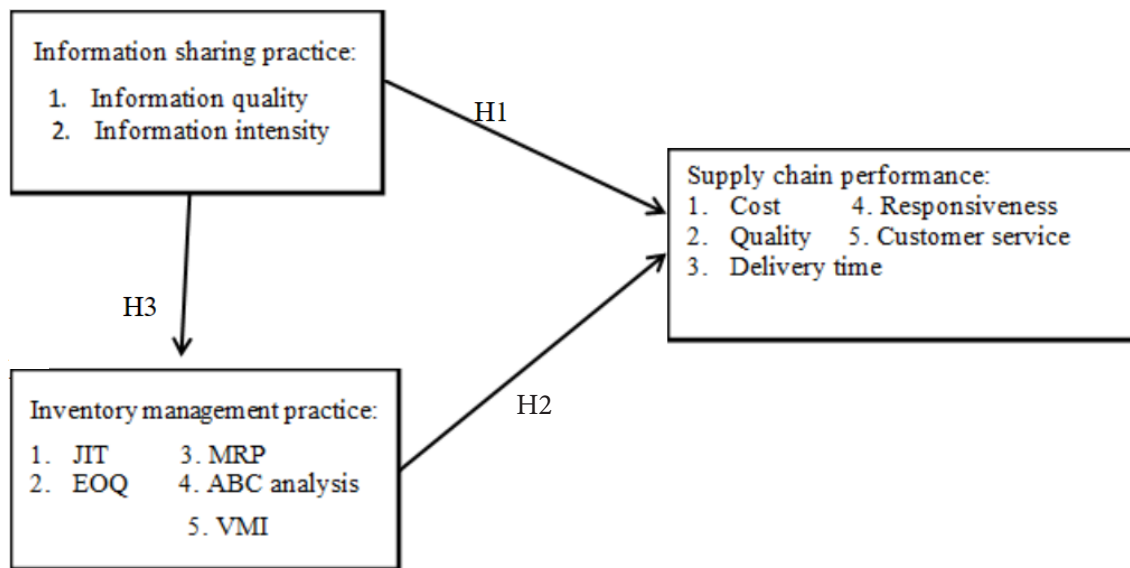 Information sharing practice:
1. Information quality
2. Information intensity
H1
Supply chain performance:
1. Cost 4. Responsiveness
2. Quality 5. Customer service
3. Delivery time
H3
H2
Inventory management practice:
1. JIT 3. MRP
2. EOQ 4. ABC analysis
5. VMI